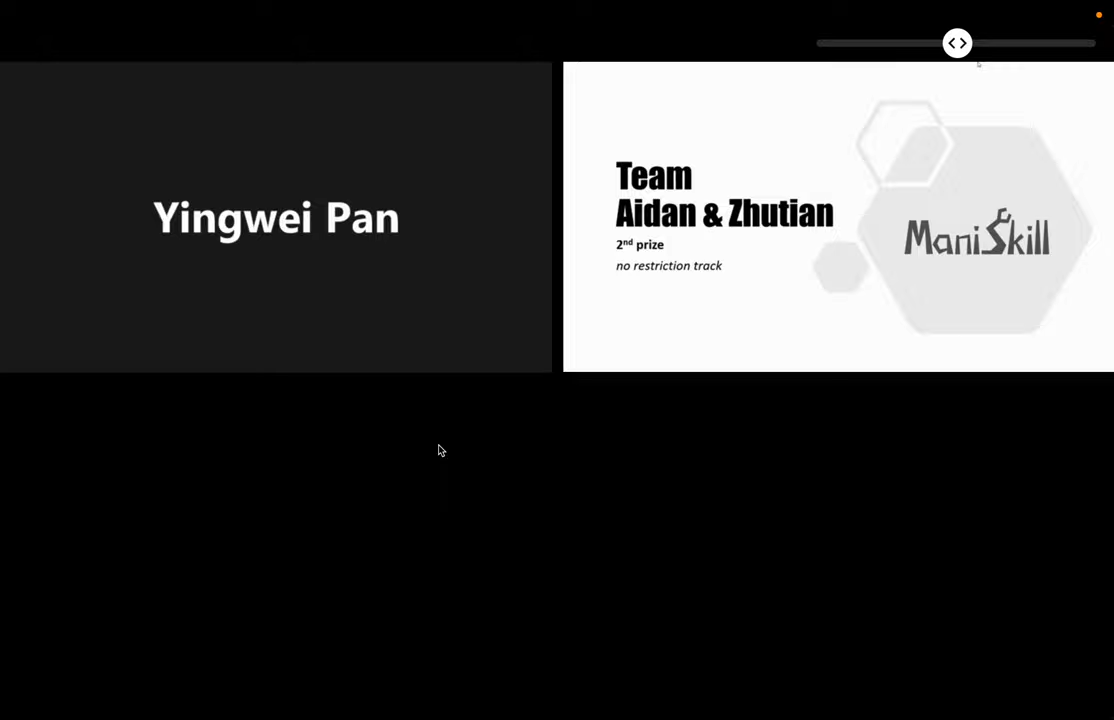 Yingwei Pan
Team
Aidan & Zhutian
2nd prize
no restriction track
ManiSkill